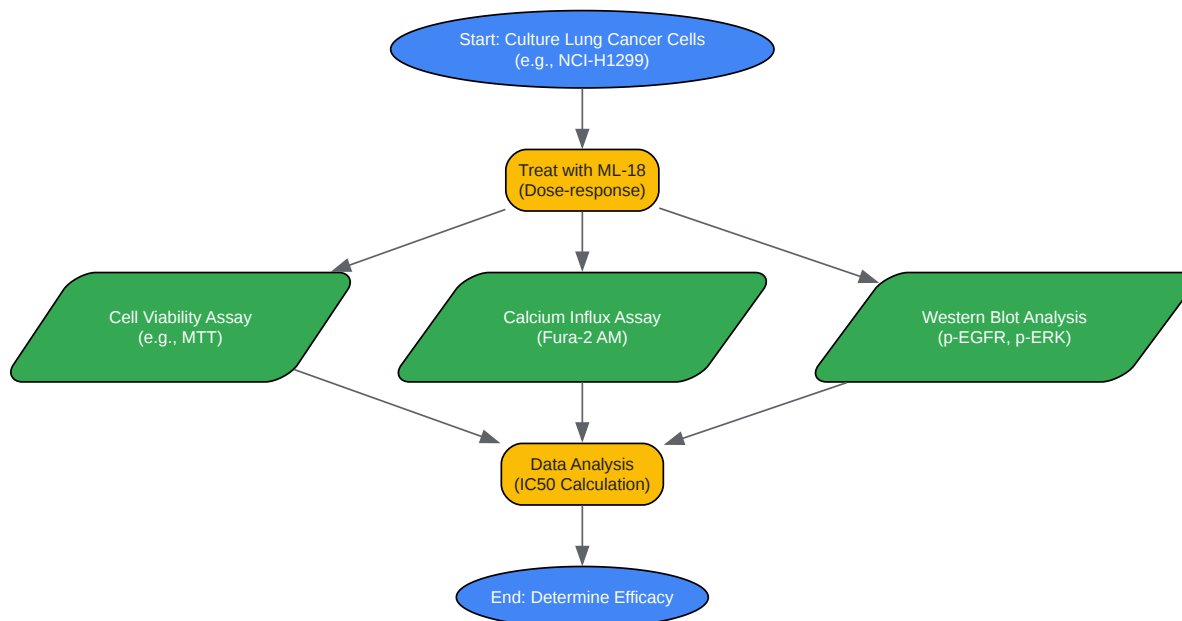 Start: Culture Lung Cancer Cells
(e.g., NCI-H1299)
Treat with ML-18
(Dose-response)
Cell Viability Assay
(e.g., MTT)
Calcium Influx Assay
(Fura-2 AM)
Western Blot Analysis
(p-EGFR, p-ERK)
Data Analysis
(IC50 Calculation)
End: Determine Efficacy